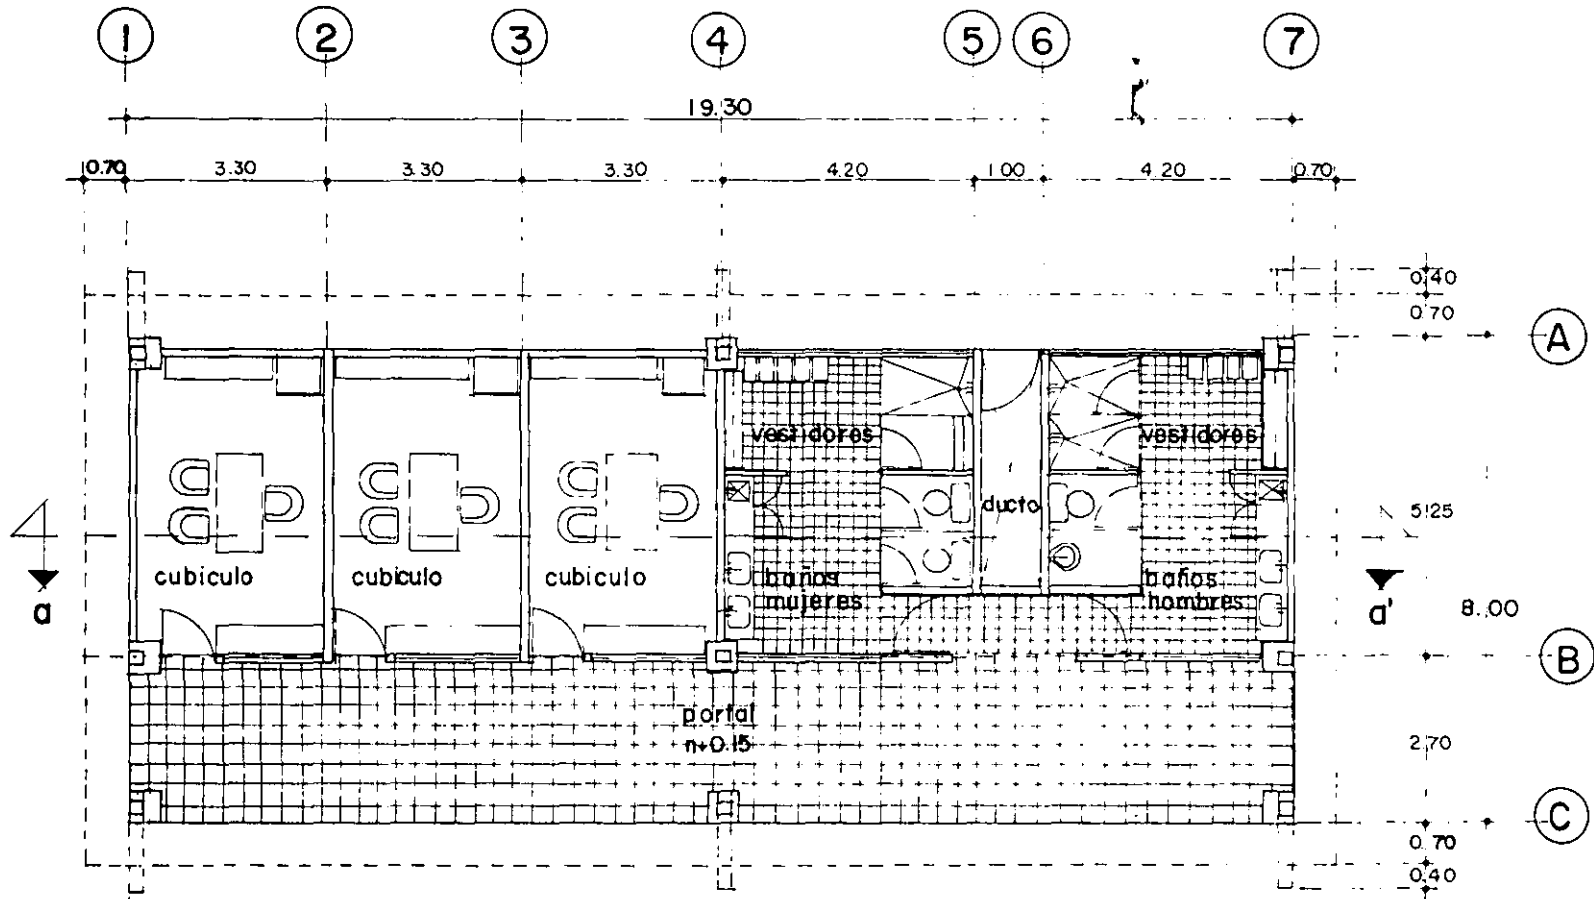 1 2 3 4 5 6 7
19.30
0.70 3.30 3.30 3.30 4.20 1.00 4.20 0.70
0.40
0.70
A
vestidores vestidores
ducto 5.25
cubiculo cubiculo cubiculo baños mujeres baños hombres
a a'
8.00
B
portal
n+0.15
2.70
C
0.70
0.40